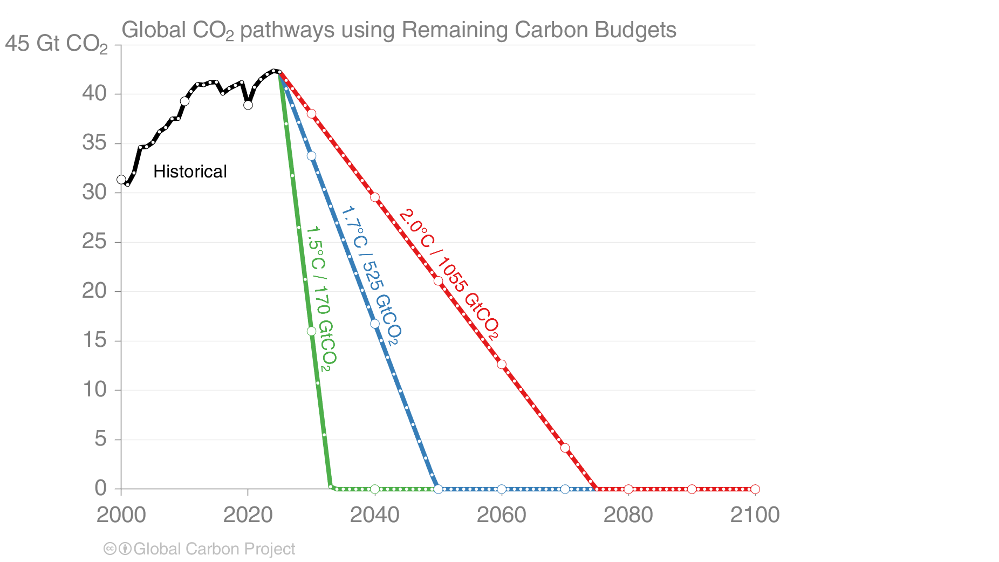 Global CO₂ pathways using Remaining Carbon Budgets
45 Gt CO₂
40
35
30
25
20
15
10
5
0
Historical
1.5°C / 170 GtCO₂
1.7°C / 525 GtCO₂
2.0°C / 1055 GtCO₂
2000 2020 2040 2060 2080 2100
cc Global Carbon Project